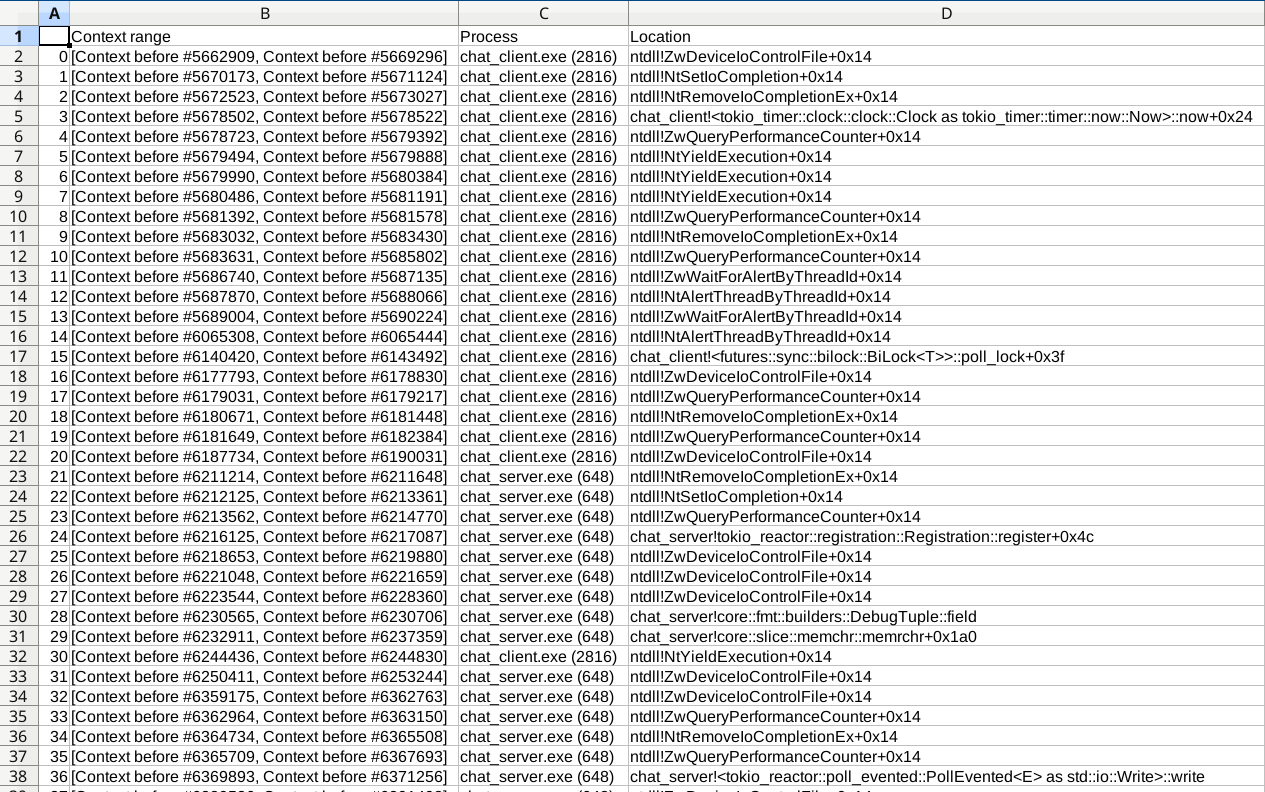 A B C D
1 Context range Process Location
2 0 [Context before #5662909, Context before #5669296] chat_client.exe (2816) ntdll!ZwDeviceIoControlFile+0x14
3 1 [Context before #5670173, Context before #5671124] chat_client.exe (2816) ntdll!NtSetIoCompletion+0x14
4 2 [Context before #5672523, Context before #5673027] chat_client.exe (2816) ntdll!NtRemoveIoCompletionEx+0x14
5 3 [Context before #5678502, Context before #5678522] chat_client.exe (2816) chat_client!<tokio_timer::clock::clock::Clock as tokio_timer::timer::now::Now>::now+0x24
6 4 [Context before #5678723, Context before #5679392] chat_client.exe (2816) ntdll!ZwQueryPerformanceCounter+0x14
7 5 [Context before #5679494, Context before #5679888] chat_client.exe (2816) ntdll!NtYieldExecution+0x14
8 6 [Context before #5679990, Context before #5680384] chat_client.exe (2816) ntdll!NtYieldExecution+0x14
9 7 [Context before #5680486, Context before #5681191] chat_client.exe (2816) ntdll!NtYieldExecution+0x14
10 8 [Context before #5681392, Context before #5681578] chat_client.exe (2816) ntdll!ZwQueryPerformanceCounter+0x14
11 9 [Context before #5683032, Context before #5683430] chat_client.exe (2816) ntdll!NtRemoveIoCompletionEx+0x14
12 10 [Context before #5683631, Context before #5685802] chat_client.exe (2816) ntdll!ZwQueryPerformanceCounter+0x14
13 11 [Context before #5686740, Context before #5687135] chat_client.exe (2816) ntdll!ZwWaitForAlertByThreadId+0x14
14 12 [Context before #5687870, Context before #5688066] chat_client.exe (2816) ntdll!NtAlertThreadByThreadId+0x14
15 13 [Context before #5689004, Context before #5690224] chat_client.exe (2816) ntdll!ZwWaitForAlertByThreadId+0x14
16 14 [Context before #6065308, Context before #6065444] chat_client.exe (2816) ntdll!NtAlertThreadByThreadId+0x14
17 15 [Context before #6140420, Context before #6143492] chat_client.exe (2816) chat_client!<futures::sync::bilock::BiLock<T>>::poll_lock+0x3f
18 16 [Context before #6177793, Context before #6178830] chat_client.exe (2816) ntdll!ZwDeviceIoControlFile+0x14
19 17 [Context before #6179031, Context before #6179217] chat_client.exe (2816) ntdll!ZwQueryPerformanceCounter+0x14
20 18 [Context before #6180671, Context before #6181448] chat_client.exe (2816) ntdll!NtRemoveIoCompletionEx+0x14
21 19 [Context before #6181649, Context before #6182384] chat_client.exe (2816) ntdll!ZwQueryPerformanceCounter+0x14
22 20 [Context before #6187734, Context before #6190031] chat_client.exe (2816) ntdll!ZwDeviceIoControlFile+0x14
23 21 [Context before #6211214, Context before #6211648] chat_server.exe (648) ntdll!NtRemoveIoCompletionEx+0x14
24 22 [Context before #6212125, Context before #6213361] chat_server.exe (648) ntdll!NtSetIoCompletion+0x14
25 23 [Context before #6213562, Context before #6214770] chat_server.exe (648) ntdll!ZwQueryPerformanceCounter+0x14
26 24 [Context before #6216125, Context before #6217087] chat_server.exe (648) chat_server!tokio_reactor::registration::Registration::register+0x4c
27 25 [Context before #6218653, Context before #6219880] chat_server.exe (648) ntdll!ZwDeviceIoControlFile+0x14
28 26 [Context before #6221048, Context before #6221659] chat_server.exe (648) ntdll!ZwDeviceIoControlFile+0x14
29 27 [Context before #6223544, Context before #6228360] chat_server.exe (648) ntdll!ZwDeviceIoControlFile+0x14
30 28 [Context before #6230565, Context before #6230706] chat_server.exe (648) chat_server!core::fmt::builders::DebugTuple::field
31 29 [Context before #6232911, Context before #6237359] chat_server.exe (648) chat_server!core::slice::memchr::memrchr+0x1a0
32 30 [Context before #6244436, Context before #6244830] chat_client.exe (2816) ntdll!NtYieldExecution+0x14
33 31 [Context before #6250411, Context before #6253244] chat_server.exe (648) ntdll!ZwDeviceIoControlFile+0x14
34 32 [Context before #6359175, Context before #6362763] chat_server.exe (648) ntdll!ZwDeviceIoControlFile+0x14
35 33 [Context before #6362964, Context before #6363150] chat_server.exe (648) ntdll!ZwQueryPerformanceCounter+0x14
36 34 [Context before #6364734, Context before #6365508] chat_server.exe (648) ntdll!NtRemoveIoCompletionEx+0x14
37 35 [Context before #6365709, Context before #6367693] chat_server.exe (648) ntdll!ZwQueryPerformanceCounter+0x14
38 36 [Context before #6369893, Context before #6371256] chat_server.exe (648) chat_server!<tokio_reactor::poll_evented::PollEvented<E> as std::io::Write>::write